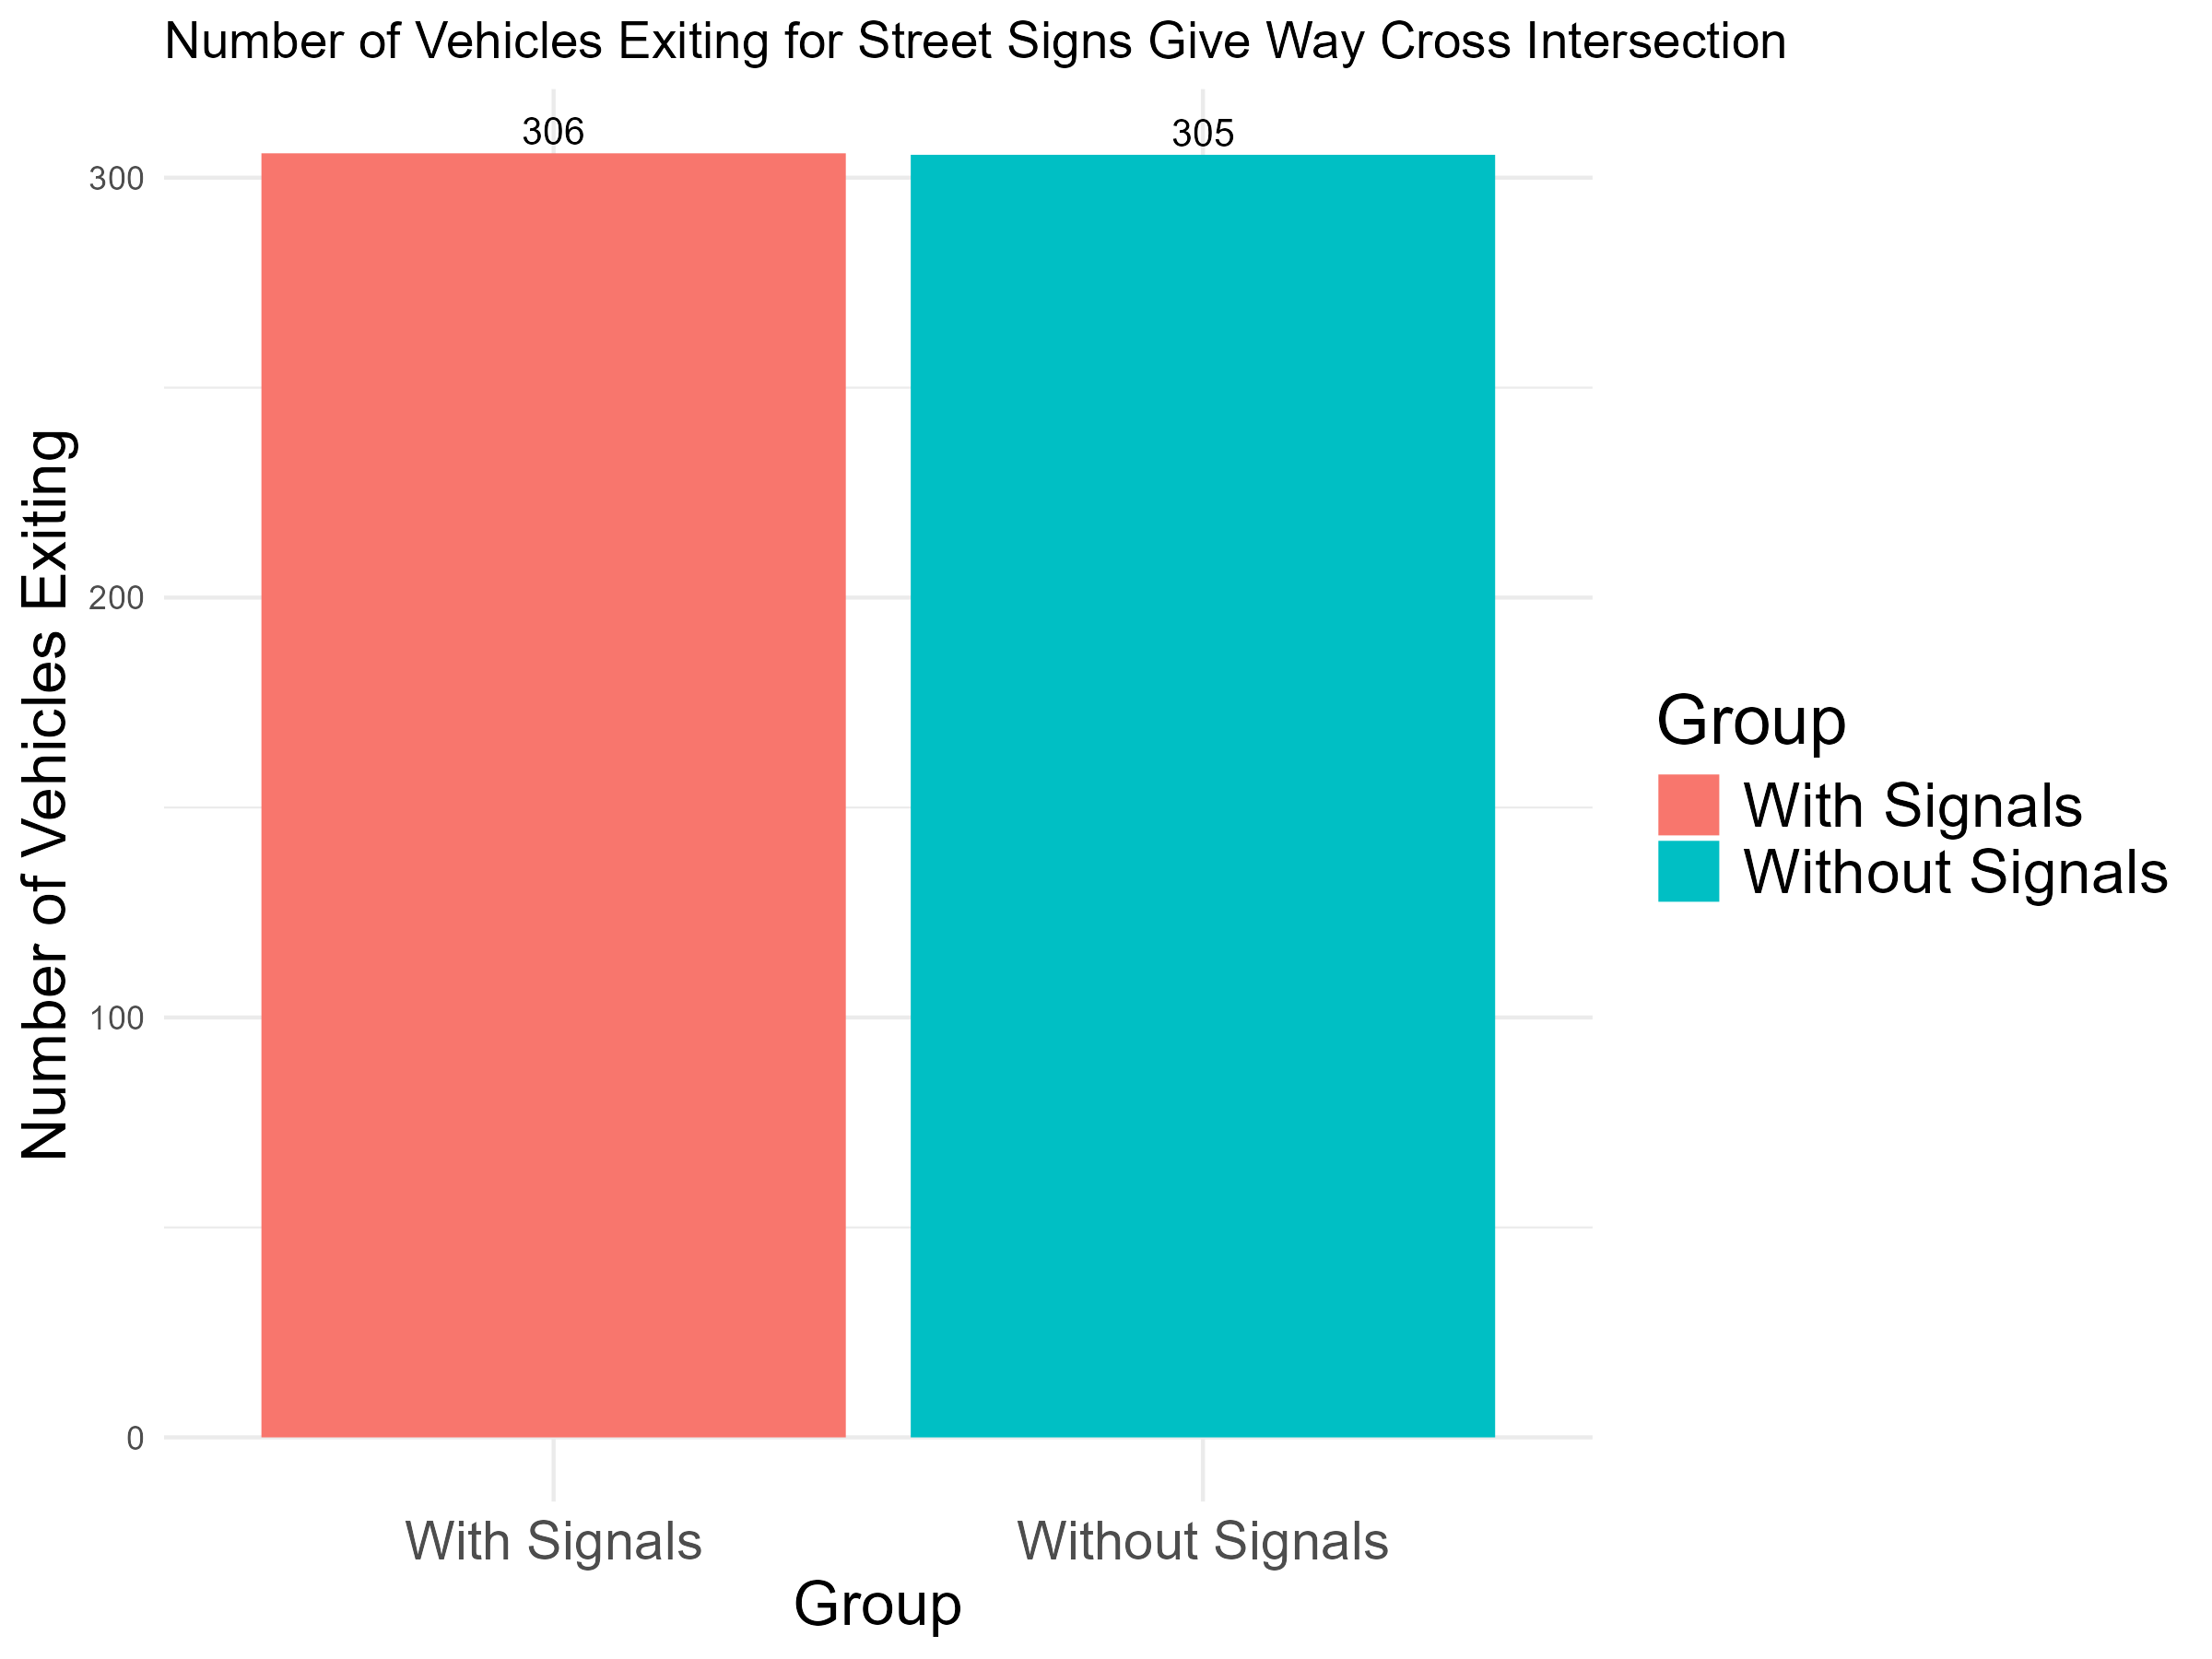 Number of Vehicles Exiting for Street Signs Give Way Cross Intersection
306
305
300
200
100
0
Number of Vehicles Exiting
With Signals
Without Signals
Group
Group
With Signals
Without Signals